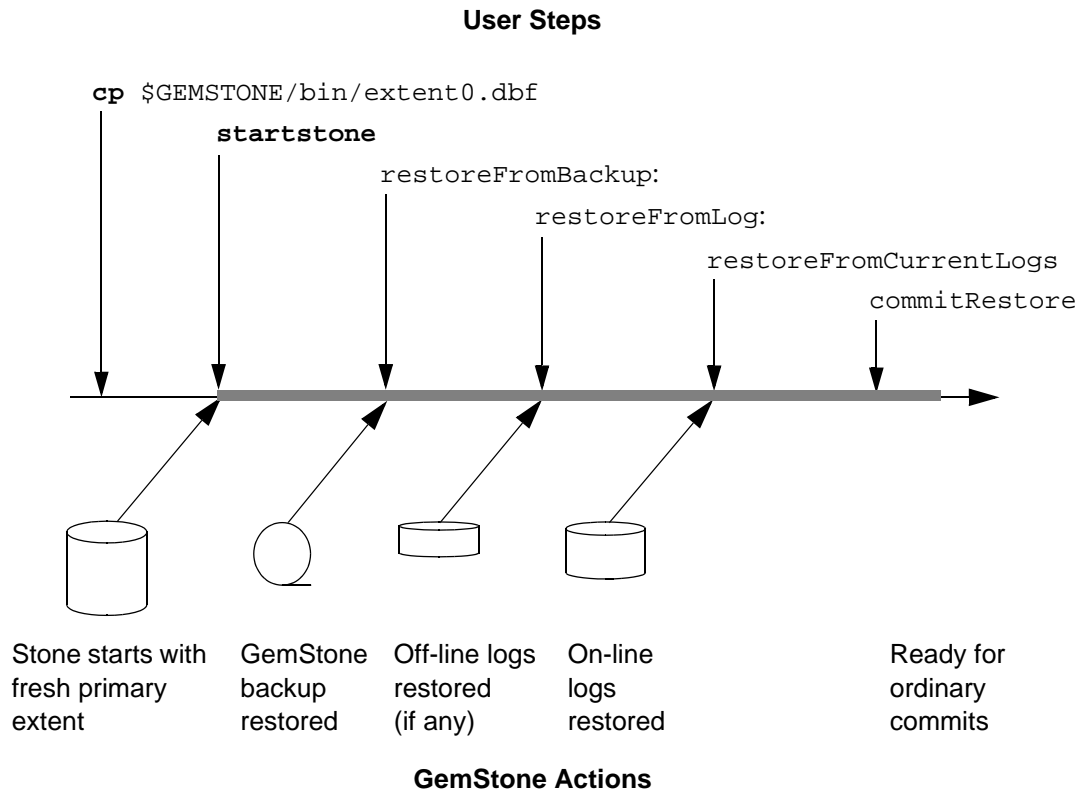 User Steps
cp $GEMSTONE/bin/extent0.dbf
startstone
restoreFromBackup:
restoreFromLog:
restoreFromCurrentLogs
commitRestore
Stone starts with
fresh primary
extent
GemStone
backup
restored
Off-line logs
restored
(if any)
On-line
logs
restored
Ready for
ordinary
commits
GemStone Actions